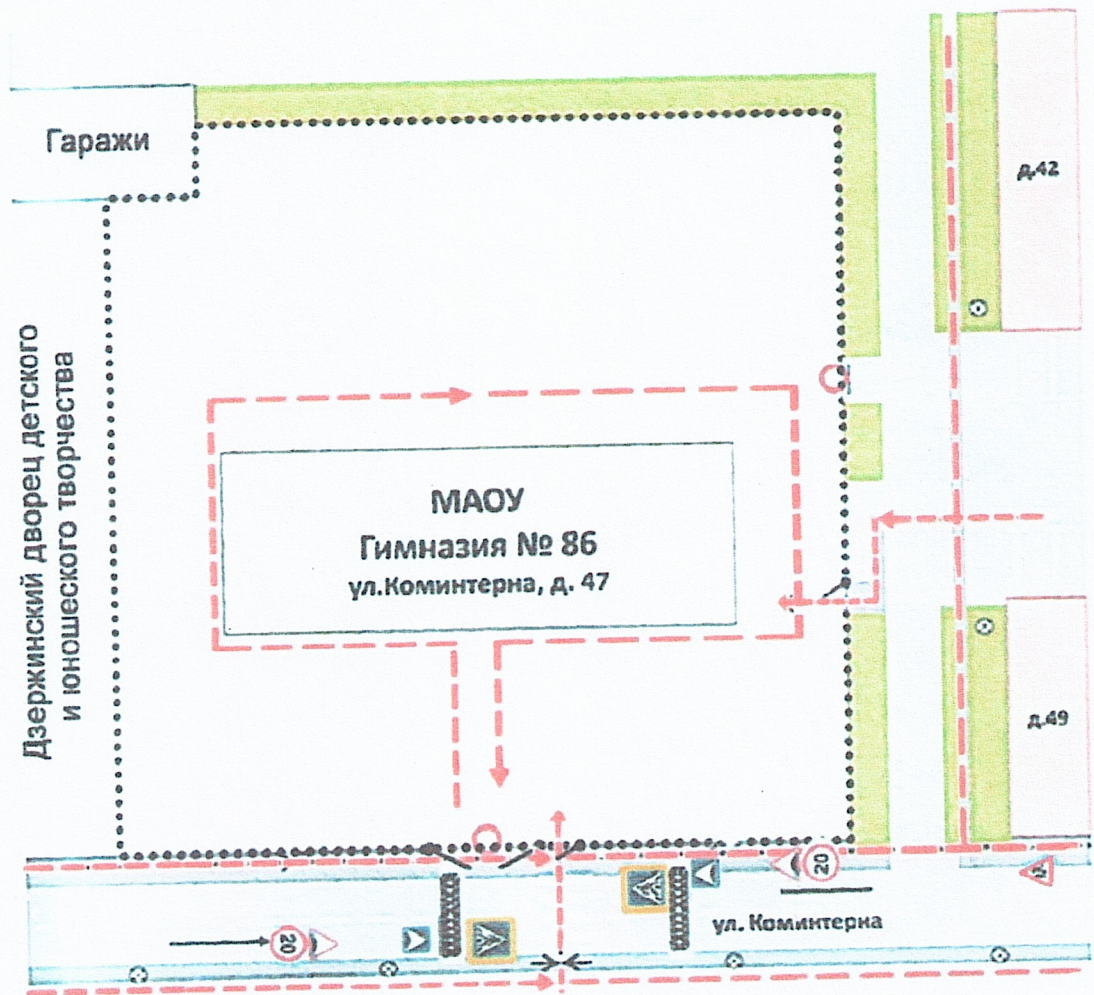 Гаражи
д.42
Дзержинский дворец детского
и юношеского творчества
МАОУ
Гимназия № 86
ул.Коминтерна, д. 47
д.49
20
ул. Коминтерна
20